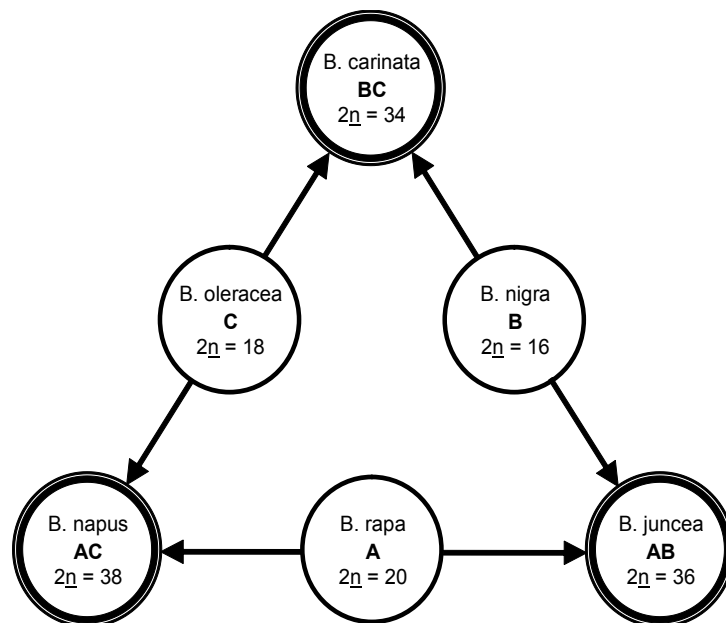 B. carinata
BC
2n = 34
B. oleracea
C
2n = 18
B. nigra
B
2n = 16
B. napus
AC
2n = 38
B. rapa
A
2n = 20
B. juncea
AB
2n = 36